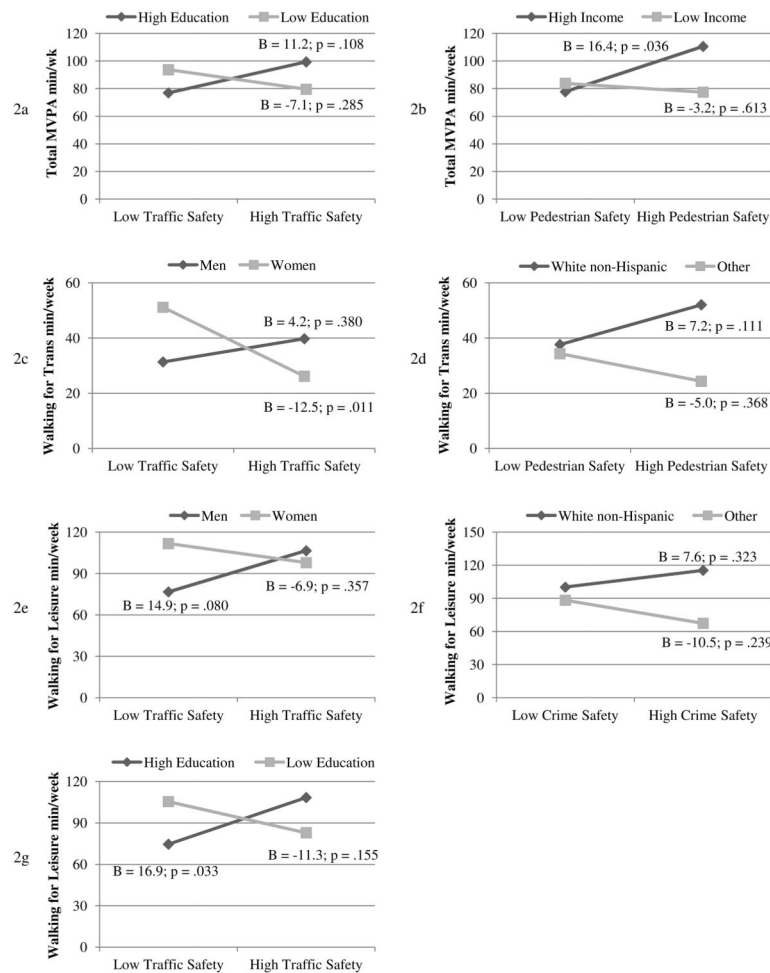 2a
High Education Low Education
Total MVPA min/wk
120
100
80
60
40
20
0
B = 11.2; p = .108
B = -7.1; p = .285
Low Traffic Safety High Traffic Safety
2b
High Income Low Income
Total MVPA min/week
120
100
80
60
40
20
0
B = 16.4; p = .036
B = -3.2; p = .613
Low Pedestrian Safety High Pedestrian Safety
2c
Men Women
Walking for Trans min/week
60
40
20
0
B = 4.2; p = .380
B = -12.5; p = .011
Low Traffic Safety High Traffic Safety
2d
White non-Hispanic Other
Walking for Trans min/week
60
40
20
0
B = 7.2; p = .111
B = -5.0; p = .368
Low Pedestrian Safety High Pedestrian Safety
2e
Men Women
Walking for Leisure min/week
120
90
60
30
0
B = 14.9; p = .080
B = -6.9; p = .357
Low Traffic Safety High Traffic Safety
2f
White non-Hispanic Other
Walking for Leisure min/week
150
120
90
60
30
0
B = 7.6; p = .323
B = -10.5; p = .239
Low Crime Safety High Crime Safety
2g
High Education Low Education
Walking for Leisure min/week
120
90
60
30
0
B = 16.9; p = .033
B = -11.3; p = .155
Low Traffic Safety High Traffic Safety